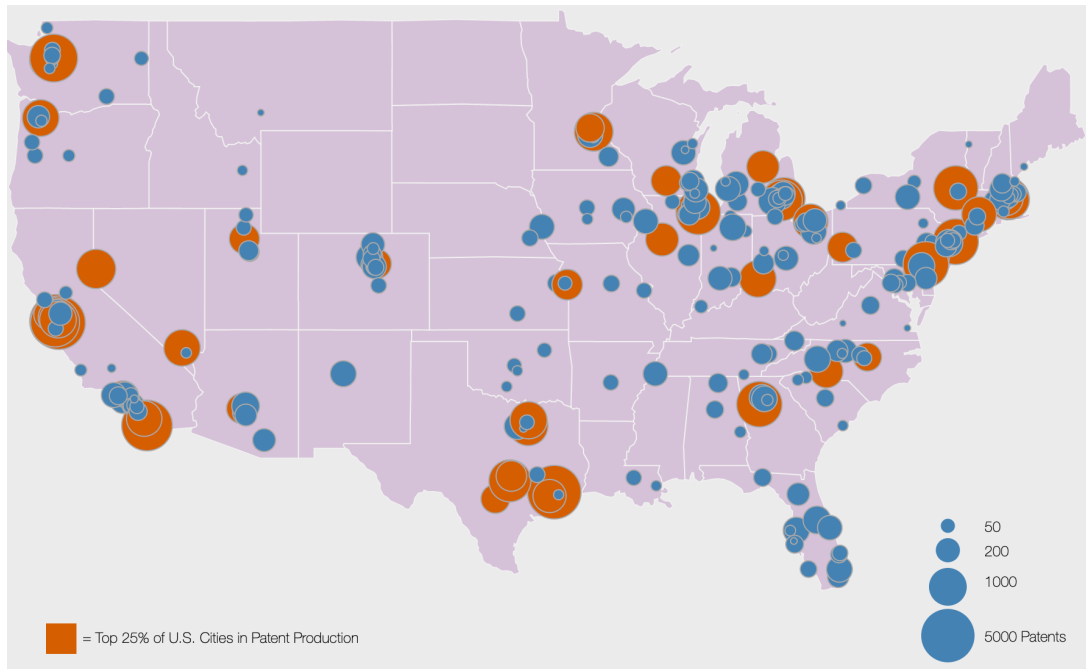 50
200
1000
5000 Patents
= Top 25% of U.S. Cities in Patent Production